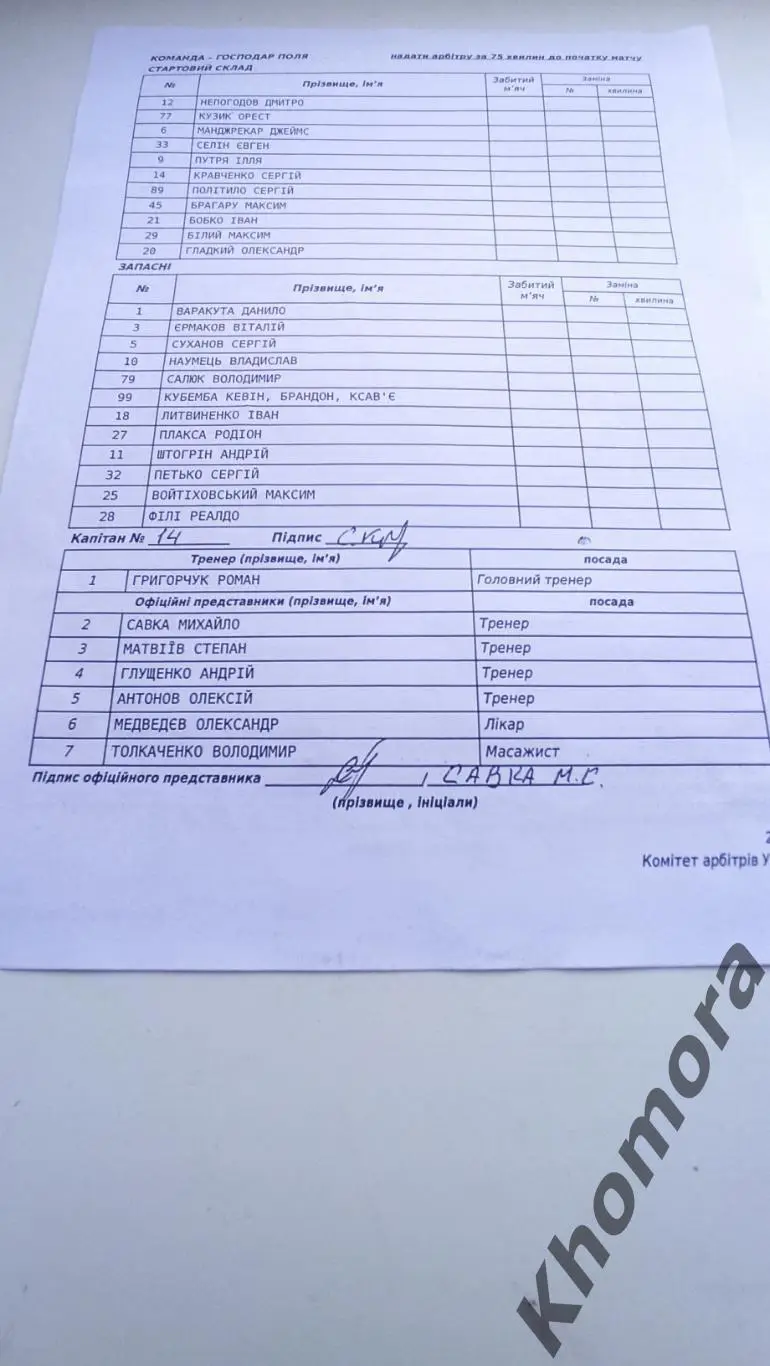 КОМАНДА - ГОСПОДАР ПОЛЯ надати арбітру за 75 хвилин до початку матчу
СТАРТОВИЙ СКЛАД
№ Прізвище, ім'я Забитий м'яч Заміна
№ хвилина
12 НЕПОГОДОВ ДМИТРО
77 КУЗИК ОРЕСТ
6 МАНДЖРЕКАР ДЖЕЙМС
33 СЕЛІН ЄВГЕН
9 ПУТРЯ ІЛЛЯ
14 КРАВЧЕНКО СЕРГІЙ
89 ПОЛІТИЛО СЕРГІЙ
45 БРАГАРУ МАКСИМ
21 БОБКО ІВАН
29 БІЛИЙ МАКСИМ
20 ГЛАДКИЙ ОЛЕКСАНДР
ЗАПАСНІ
№ Прізвище, ім'я Забитий м'яч Заміна
№ хвилина
1 ВАРАКУТА ДАНИЛО
3 ЄРМАКОВ ВІТАЛІЙ
5 СУХАНОВ СЕРГІЙ
10 НАУМЕЦЬ ВЛАДИСЛАВ
79 САЛЮК ВОЛОДИМИР
99 КУБЕМБА КЕВІН, БРАНДОН, КСАВ'Є
18 ЛИТВИНЕНКО ІВАН
27 ПЛАКСА РОДІОН
11 ШТОГРІН АНДРІЙ
32 ПЕТЬКО СЕРГІЙ
25 ВОЙТІХОВСЬКИЙ МАКСИМ
28 ФІЛІ РЕАЛДО
Капітан № 14 Підпис
Тренер (прізвище, ім'я) посада
1 ГРИГОРЧУК РОМАН Головний тренер
Офіційні представники (прізвище, ім'я) посада
2 САВКА МИХАЙЛО Тренер
3 МАТВІЇВ СТЕПАН Тренер
4 ГЛУЩЕНКО АНДРІЙ Тренер
5 АНТОНОВ ОЛЕКСІЙ Тренер
6 МЕДВЕДЄВ ОЛЕКСАНДР Лікар
7 ТОЛКАЧЕНКО ВОЛОДИМИР Масажист
Підпис офіційного представника , САВКА М.С.
(прізвище , ініціали)
Комітет арбітрів У
Khomora